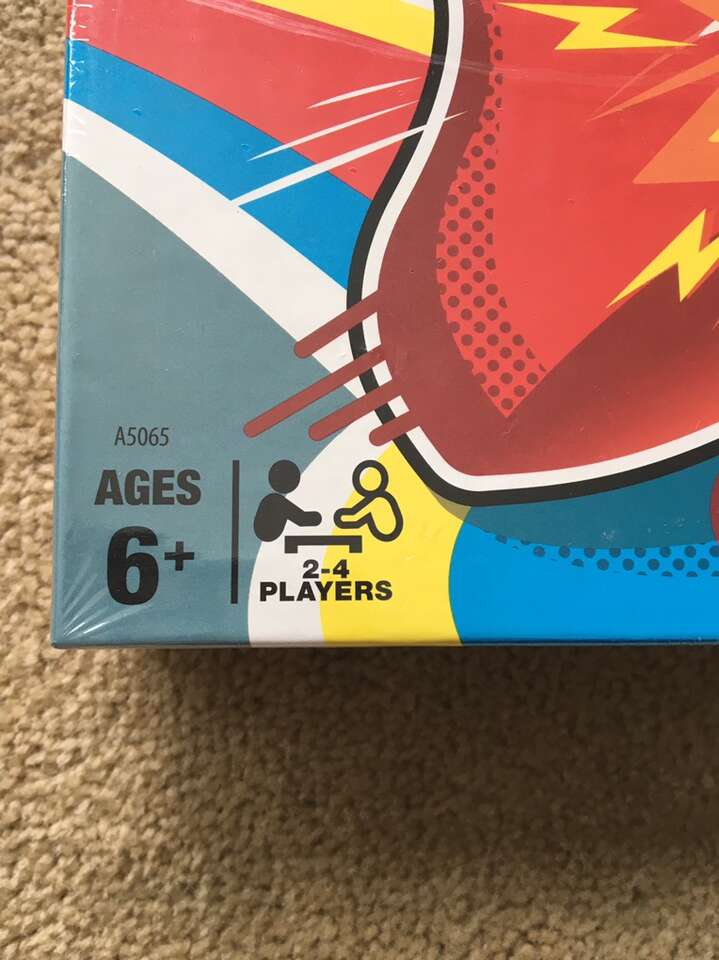 A5065
AGES
6+
2-4
PLAYERS